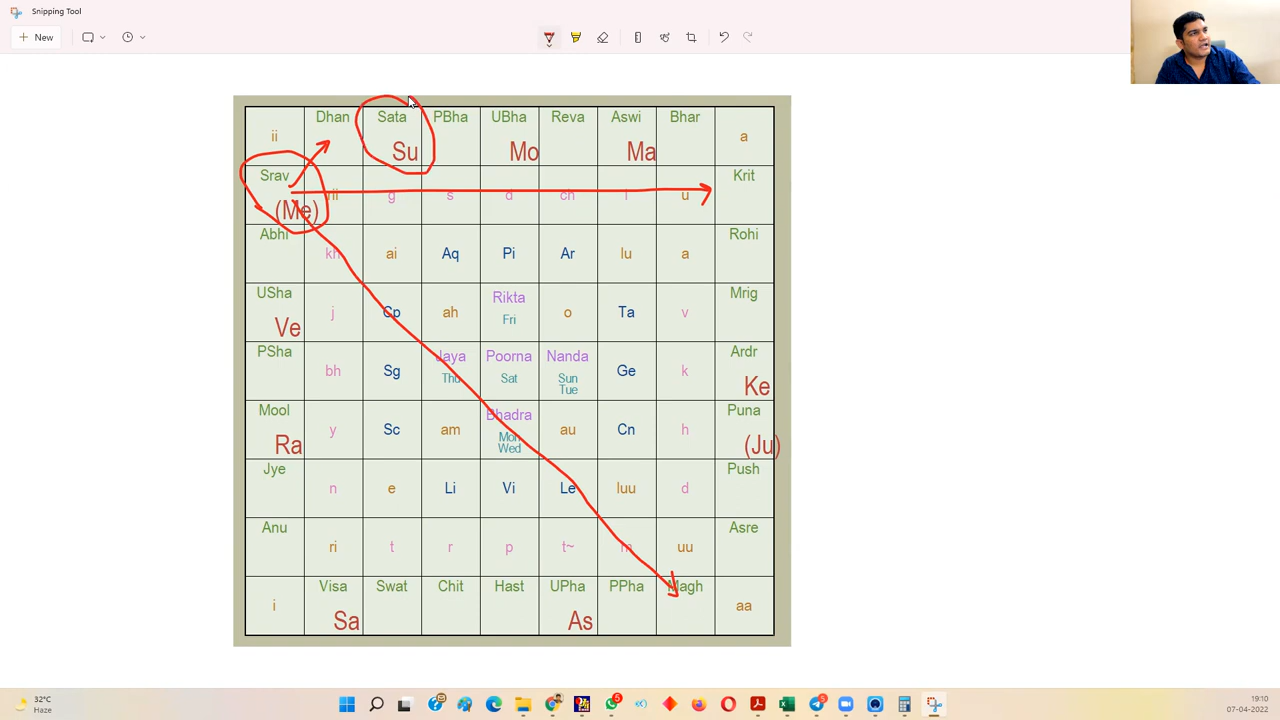 Snipping Tool
New
ii Dhan Sata PBha UBha Reva Aswi Bhar a
Su Mo Ma
Srav rii g s d ch l u Krit
(Me)
Abhi kh ai Aq Pi Ar lu a Rohi
USha j Cp ah Rikta o Ta v Mrig
Ve Fri
PSha bh Sg Jaya Poorna Nanda Ge k Ardr
Thu Sat Sun Ke
Tue
Mool y Sc am Bhadra au Cn h Puna
Ra Mon (Ju)
Wed
Jye n e Li Vi Le luu d Push
Anu ri t r p t~ m uu Asre
i Visa Swat Chit Hast UPha PPha Magh aa
Sa As
32°C
Haze
5
5
19:10
07-04-2022